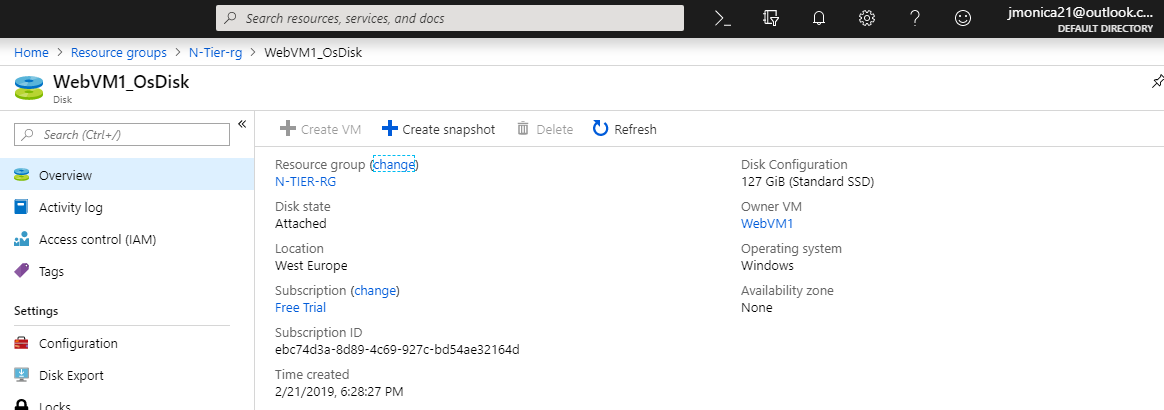 Search resources, services, and docs
jmonica21@outlook.c...
DEFAULT DIRECTORY
Home > Resource groups > N-Tier-rg > WebVM1_OsDisk
WebVM1_OsDisk
Disk
Search (Ctrl+/)
Overview
Activity log
Access control (IAM)
Tags
Settings
Configuration
Disk Export
Locks
Create VM Create snapshot Delete Refresh
Resource group (change)
N-TIER-RG
Disk state
Attached
Location
West Europe
Subscription (change)
Free Trial
Subscription ID
ebc74d3a-8d89-4c69-927c-bd54ae32164d
Time created
2/21/2019, 6:28:27 PM
Disk Configuration
127 GiB (Standard SSD)
Owner VM
WebVM1
Operating system
Windows
Availability zone
None